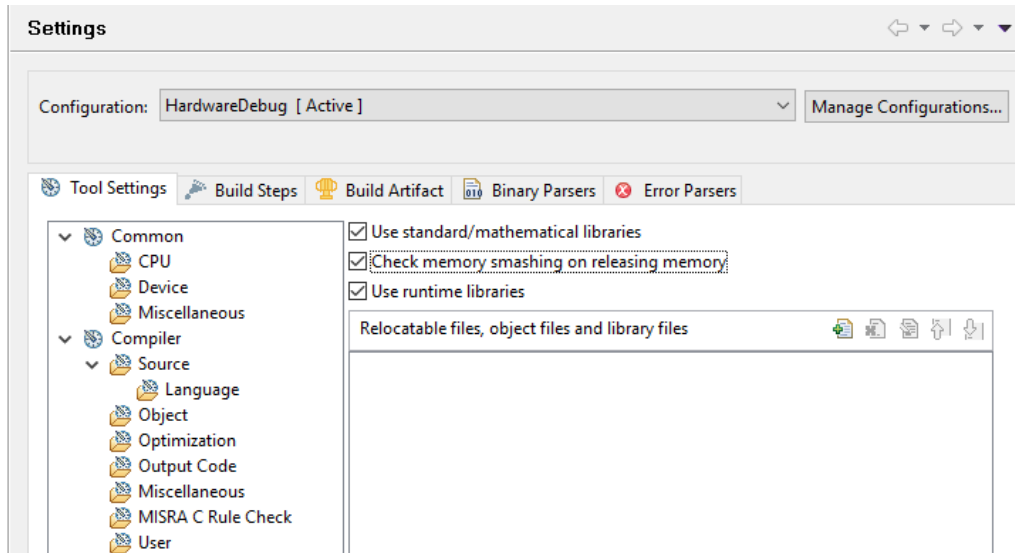 Settings
Configuration: HardwareDebug [ Active ] Manage Configurations...
Tool Settings Build Steps Build Artifact Binary Parsers Error Parsers
Common
CPU
Device
Miscellaneous
Compiler
Source
Language
Object
Optimization
Output Code
Miscellaneous
MISRA C Rule Check
User
Use standard/mathematical libraries
Check memory smashing on releasing memory
Use runtime libraries
Relocatable files, object files and library files